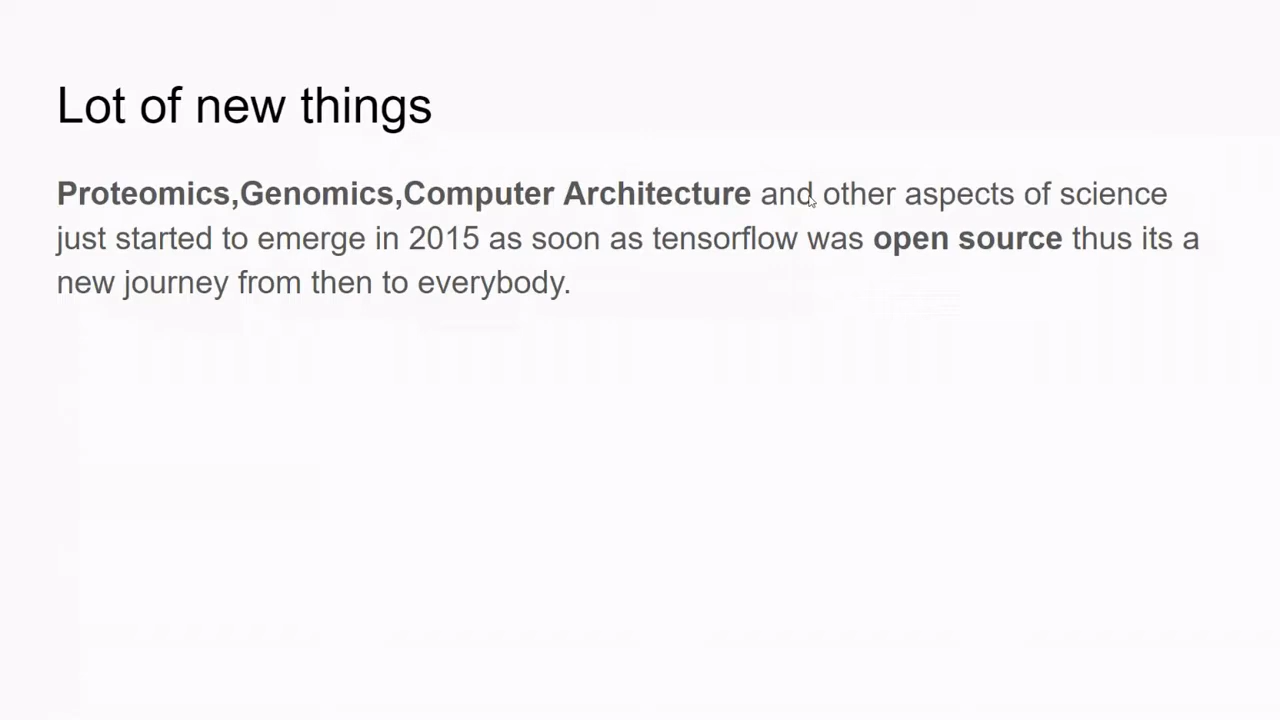 Lot of new things
Proteomics,Genomics,Computer Architecture and other aspects of science
just started to emerge in 2015 as soon as tensorflow was open source thus its a
new journey from then to everybody.